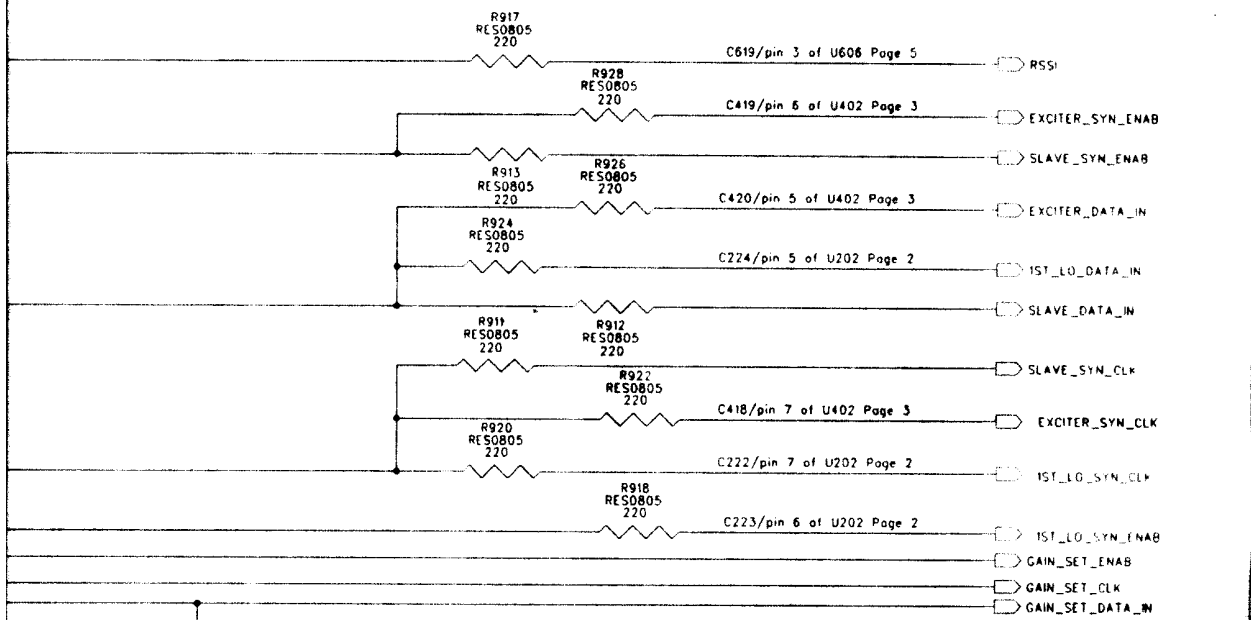 R917
RES0805
220
C619/pin 3 of U606 Page 5
RSSI
R928
RES0805
220
C419/pin 6 of U402 Page 3
EXCITER_SYN_ENAB
SLAVE_SYN_ENAB
R913
RES0805
220
R926
RES0805
220
C420/pin 5 of U402 Page 3
EXCITER_DATA_IN
R924
RES0805
220
C224/pin 5 of U202 Page 2
1ST_LO_DATA_IN
SLAVE_DATA_IN
R911
RES0805
220
R912
RES0805
220
SLAVE_SYN_CLK
R922
RES0805
220
C418/pin 7 of U402 Page 3
EXCITER_SYN_CLK
R920
RES0805
220
C222/pin 7 of U202 Page 2
1ST_LO_SYN_CLK
R918
RES0805
220
C223/pin 6 of U202 Page 2
1ST_LO_SYN_ENAB
GAIN_SET_ENAB
GAIN_SET_CLK
GAIN_SET_DATA_IN